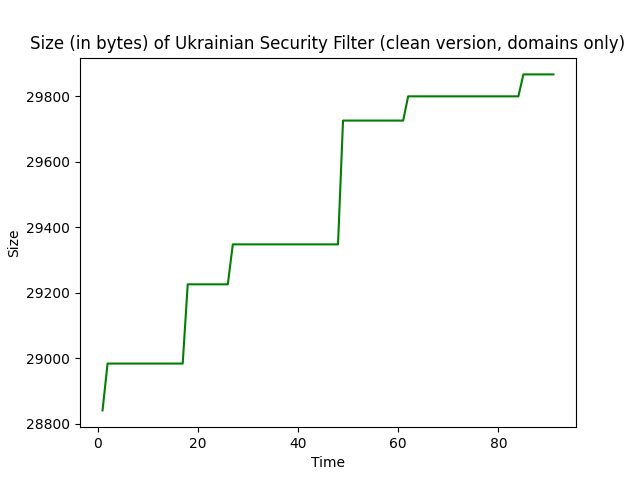 Size (in bytes) of Ukrainian Security Filter (clean version, domains only)
29800
29600
29400
29200
29000
28800
Size
0 20 40 60 80
Time